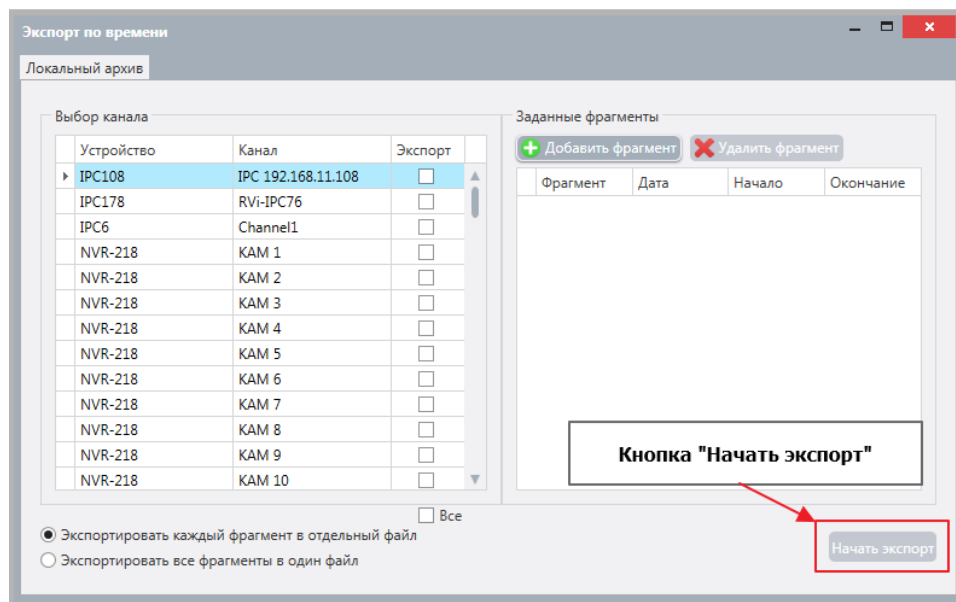 Экспорт по времени
Локальный архив
Выбор канала
Устройство Канал Экспорт
IPC108 IPC 192.168.11.108
IPC178 RVi-IPC76
IPC6 Channel1
NVR-218 КАМ 1
NVR-218 КАМ 2
NVR-218 КАМ 3
NVR-218 КАМ 4
NVR-218 КАМ 5
NVR-218 КАМ 6
NVR-218 КАМ 7
NVR-218 КАМ 8
NVR-218 КАМ 9
NVR-218 КАМ 10
Все
Экспортировать каждый фрагмент в отдельный файл
Экспортировать все фрагменты в один файл
Заданные фрагменты
Добавить фрагмент Удалить фрагмент
Фрагмент Дата Начало Окончание
Кнопка "Начать экспорт"
Начать экспорт